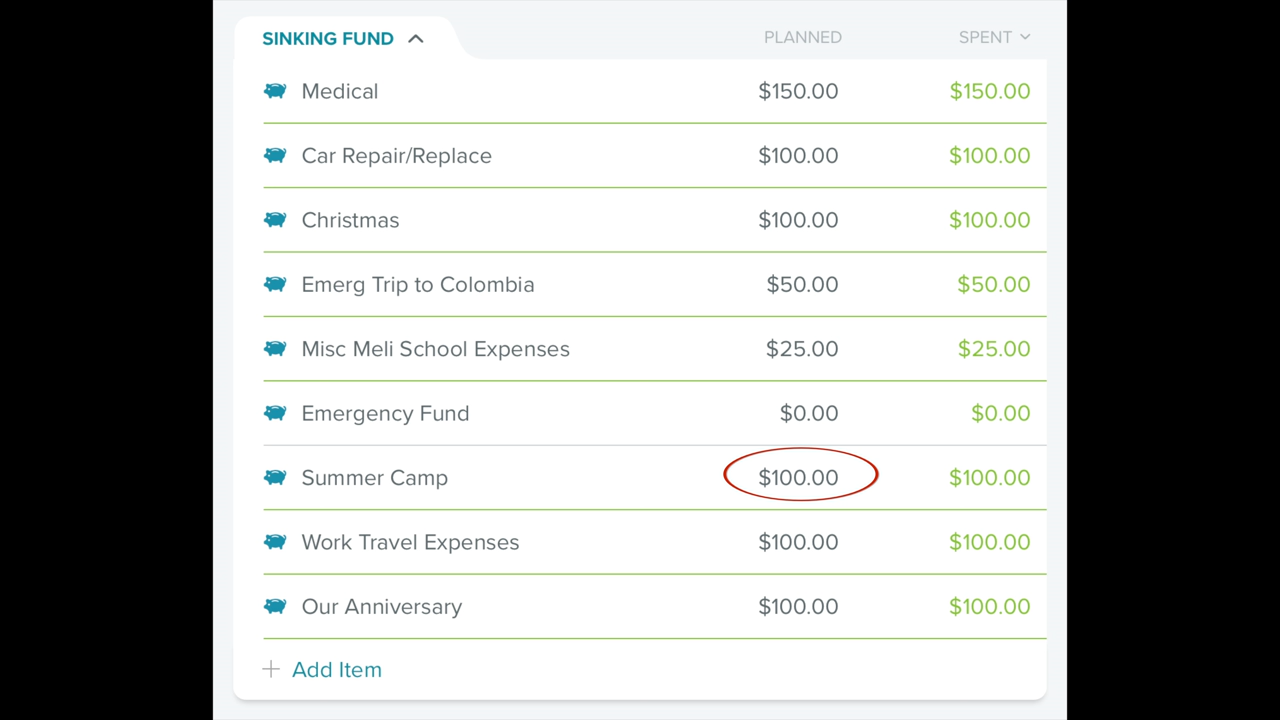 SINKING FUND PLANNED SPENT
Medical $150.00 $150.00
Car Repair/Replace $100.00 $100.00
Christmas $100.00 $100.00
Emerg Trip to Colombia $50.00 $50.00
Misc Meli School Expenses $25.00 $25.00
Emergency Fund $0.00 $0.00
Summer Camp $100.00 $100.00
Work Travel Expenses $100.00 $100.00
Our Anniversary $100.00 $100.00
+ Add Item